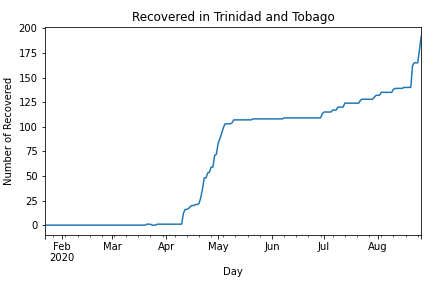 Recovered in Trinidad and Tobago
200
175
150
125
100
75
50
25
0
Number of Recovered
Feb
2020
Mar
Apr
May
Jun
Jul
Aug
Day